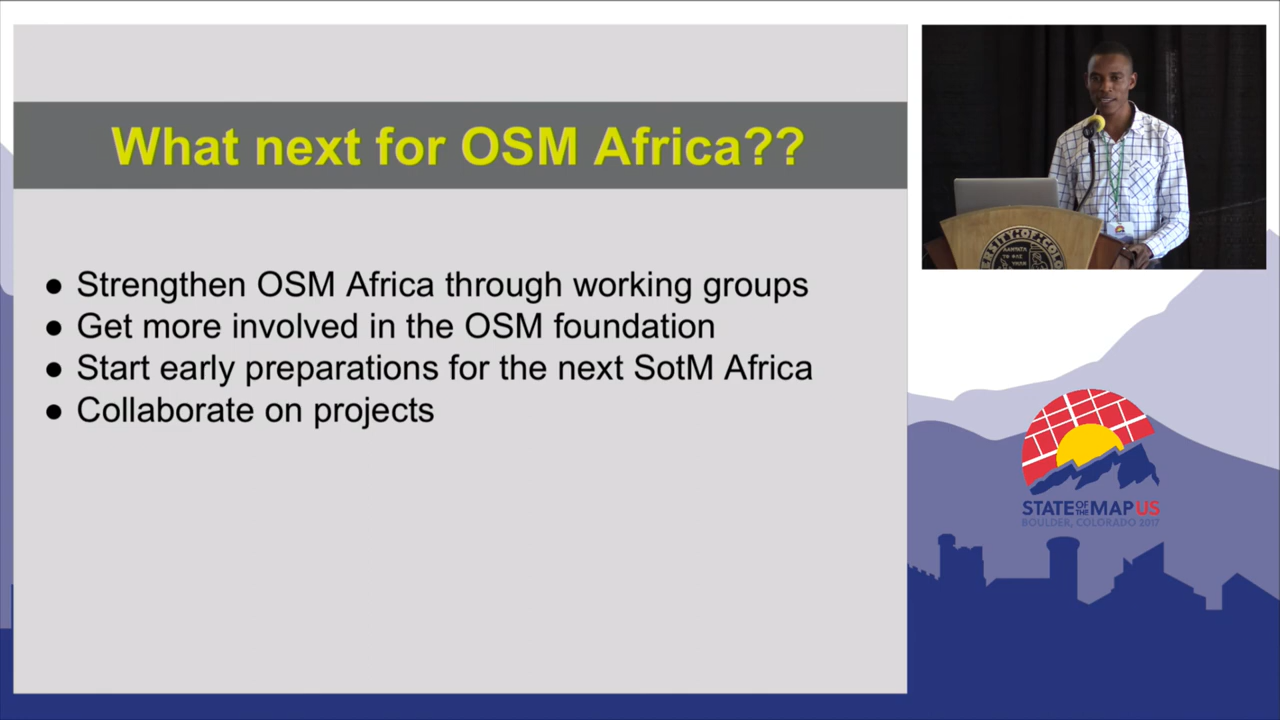 What next for OSM Africa??
● Strengthen OSM Africa through working groups
● Get more involved in the OSM foundation
● Start early preparations for the next SotM Africa
● Collaborate on projects
STATE OF THE MAP US
BOULDER, COLORADO 2017